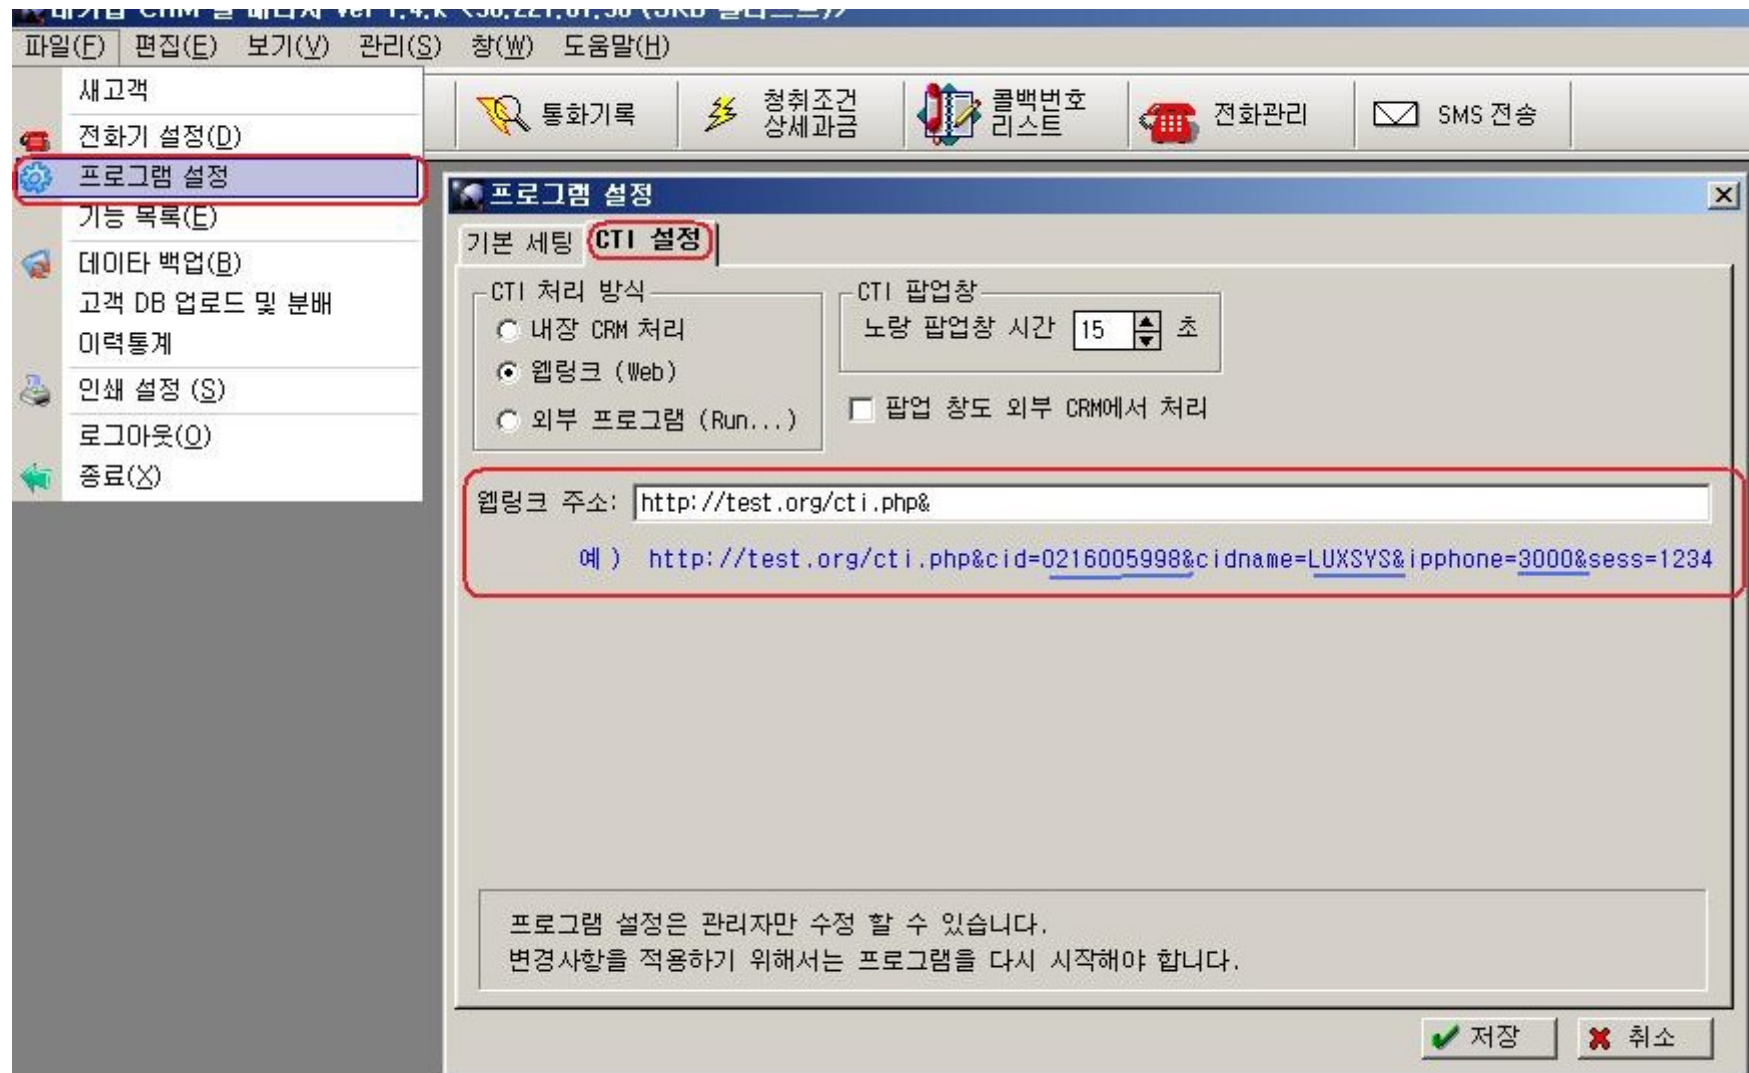 CRM 콜 매니저 Ver 1.4.k
파일(F) 편집(E) 보기(V) 관리(S) 창(W) 도움말(H)
새고객
전화기 설정(D)
프로그램 설정
기능 목록(E)
데이타 백업(B)
고객 DB 업로드 및 분배
이력통계
인쇄 설정 (S)
로그아웃(O)
종료(X)
통화기록
청취조건
상세과금
콜백번호
리스트
전화관리
SMS 전송
프로그램 설정
기본 세팅 CTI 설정
CTI 처리 방식
내장 CRM 처리
웹링크 (Web)
외부 프로그램 (Run...)
CTI 팝업창
노랑 팝업창 시간 15 초
팝업 창도 외부 CRM에서 처리
웹링크 주소: http://test.org/cti.php&
예) http://test.org/cti.php&cid=0216005998&cidname=LUXSYS&ipphone=3000&sess=1234
프로그램 설정은 관리자만 수정 할 수 있습니다.
변경사항을 적용하기 위해서는 프로그램을 다시 시작해야 합니다.
저장 취소